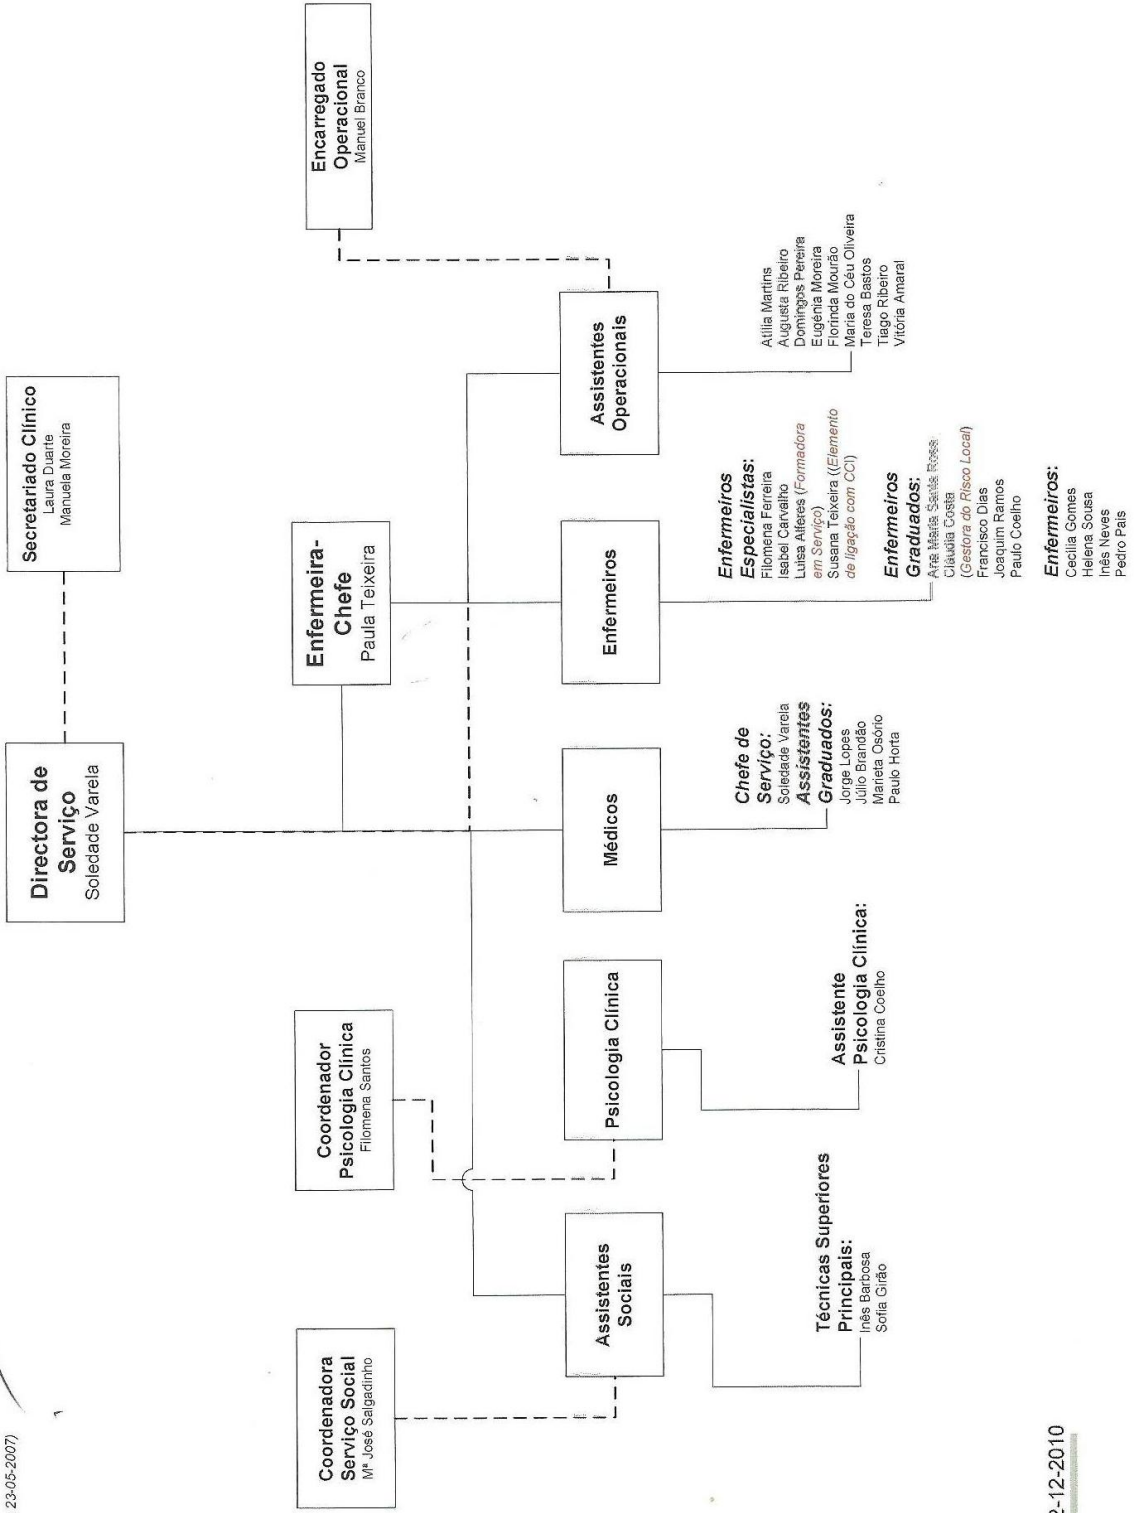 23-05-2007)
Directora de
Serviço
Soledade Varela
Secretariado Clínico
Laura Duarte
Manuela Moreira
Coordenadora
Serviço Social
Mª José Salgadinho
Coordenador
Psicologia Clínica
Filomena Santos
Enfermeira-
Chefe
Paula Teixeira
Encarregado
Operacional
Manuel Branco
Assistentes
Sociais
Psicologia Clínica
Médicos
Enfermeiros
Assistentes
Operacionais
Técnicas Superiores
Principais:
Inês Barbosa
Sofia Girão
Assistente
Psicologia Clínica:
Cristina Coelho
Chefe de
Serviço:
Soledade Varela
Assistentes
Graduados:
Jorge Lopes
Júlio Brandão
Marieta Osório
Paulo Horta
Enfermeiros
Especialistas:
Filomena Ferreira
Isabel Carvalho
Luisa Alferes (Formadora
em Serviço)
Susana Teixeira ((Elemento
de ligação com CCI)
Enfermeiros
Graduados:
Ana Maria Santa Rosa
Cláudia Costa
(Gestora do Risco Local)
Francisco Dias
Joaquim Ramos
Paulo Coelho
Enfermeiros:
Cecília Gomes
Helena Sousa
Inês Neves
Pedro Pais
Atília Martins
Augusta Ribeiro
Domingos Pereira
Eugénia Moreira
Florinda Mourão
Maria do Céu Oliveira
Teresa Bastos
Tiago Ribeiro
Vitória Amaral
2-12-2010